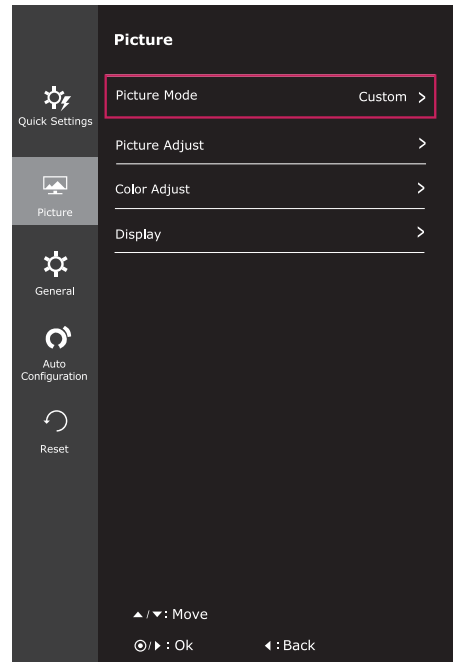 Picture
Picture Mode Custom >
Quick Settings
Picture Adjust >
Color Adjust >
Picture
Display >
General
Auto
Configuration
Reset
▲/▼: Move
◉/▶ : Ok ◀ : Back